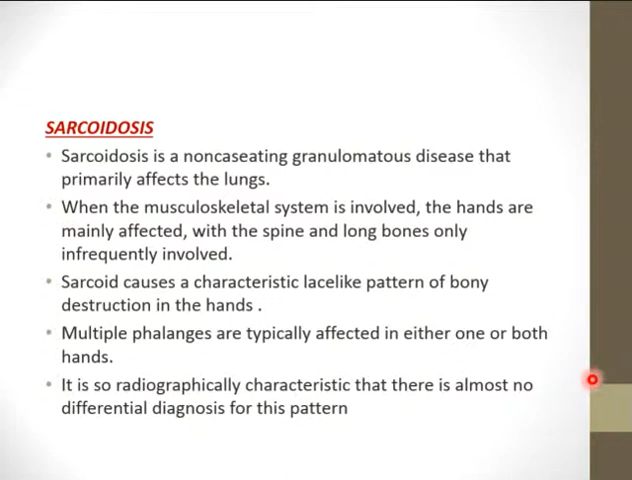 SARCOIDOSIS
• Sarcoidosis is a noncaseating granulomatous disease that
primarily affects the lungs.
• When the musculoskeletal system is involved, the hands are
mainly affected, with the spine and long bones only
infrequently involved.
• Sarcoid causes a characteristic lacelike pattern of bony
destruction in the hands .
• Multiple phalanges are typically affected in either one or both
hands.
• It is so radiographically characteristic that there is almost no
differential diagnosis for this pattern